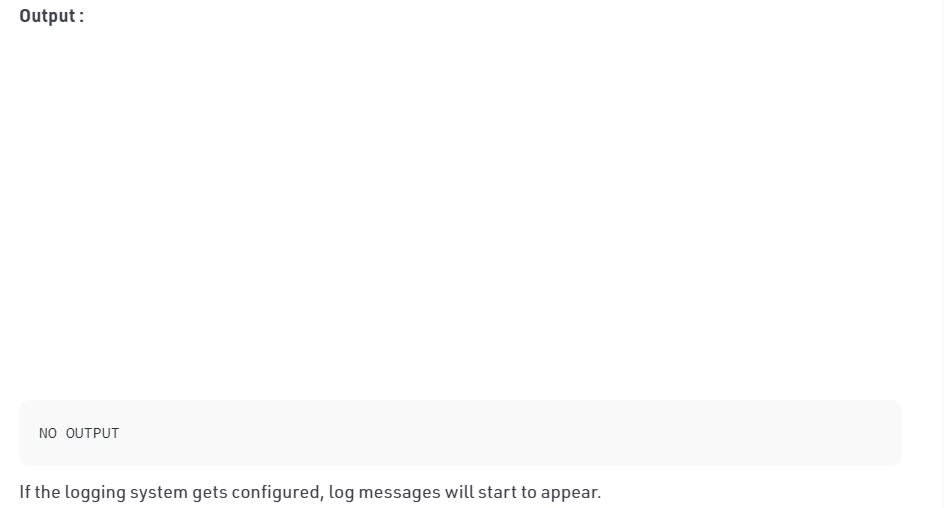 Output :
NO OUTPUT
If the logging system gets configured, log messages will start to appear.